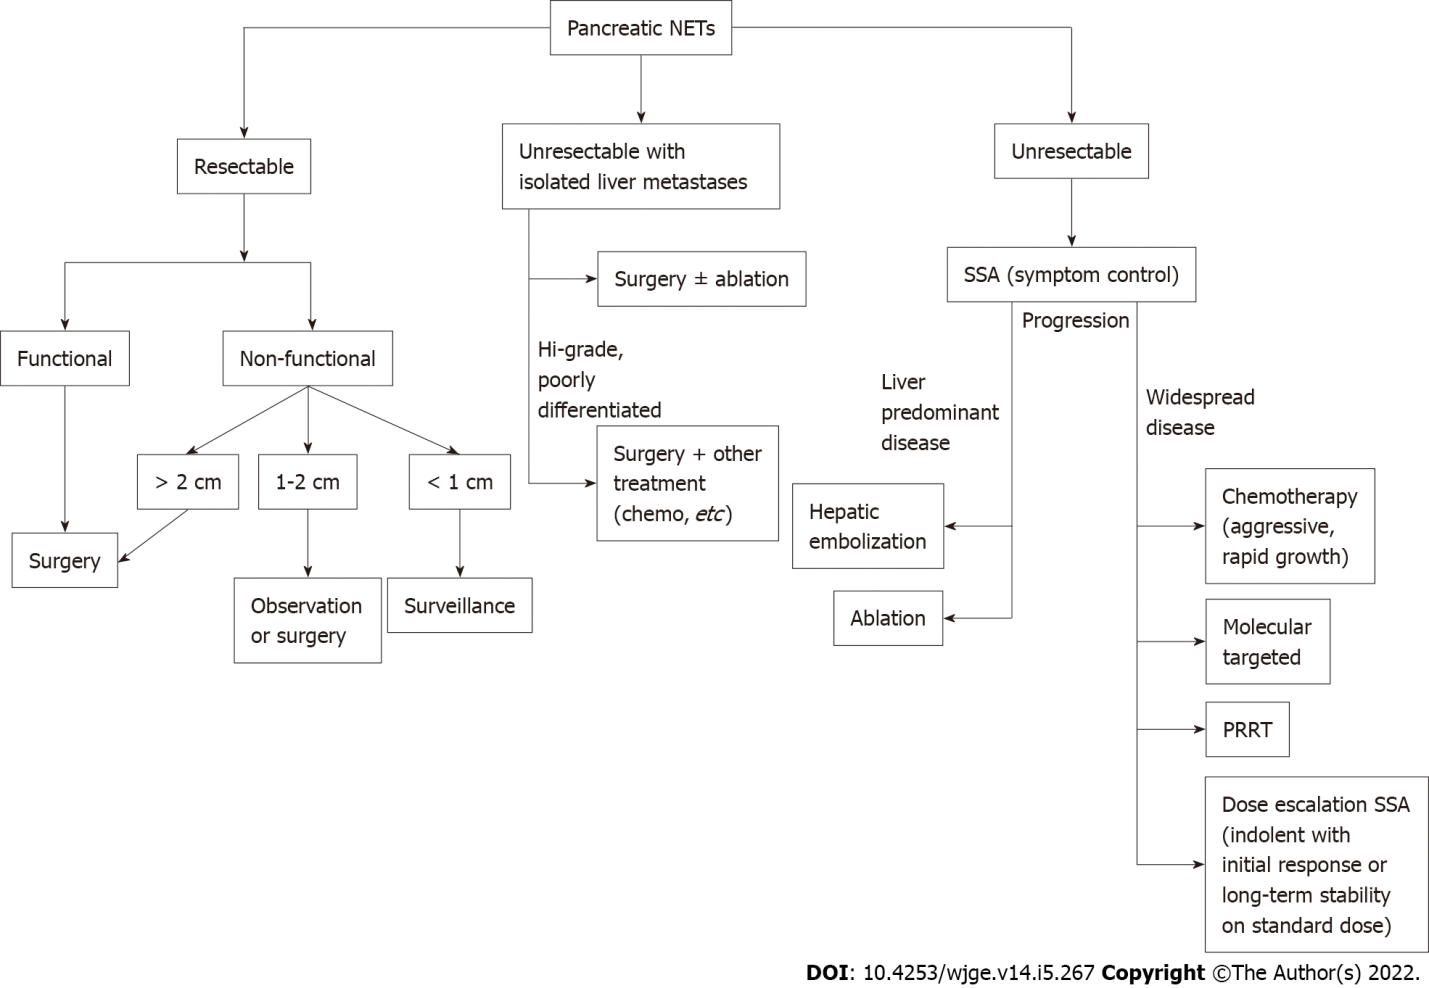 Pancreatic NETs
Resectable
Unresectable with
isolated liver metastases
Unresectable
Surgery ± ablation
SSA (symptom control)
Progression
Functional
Non-functional
Hi-grade,
poorly
differentiated
Liver
predominant
disease
Widespread
disease
> 2 cm
1-2 cm
< 1 cm
Surgery + other
treatment
(chemo, etc)
Hepatic
embolization
Chemotherapy
(aggressive,
rapid growth)
Surgery
Observation
or surgery
Surveillance
Ablation
Molecular
targeted
PRRT
Dose escalation SSA
(indolent with
initial response or
long-term stability
on standard dose)
DOI: 10.4253/wjge.v14.i5.267 Copyright ©The Author(s) 2022.